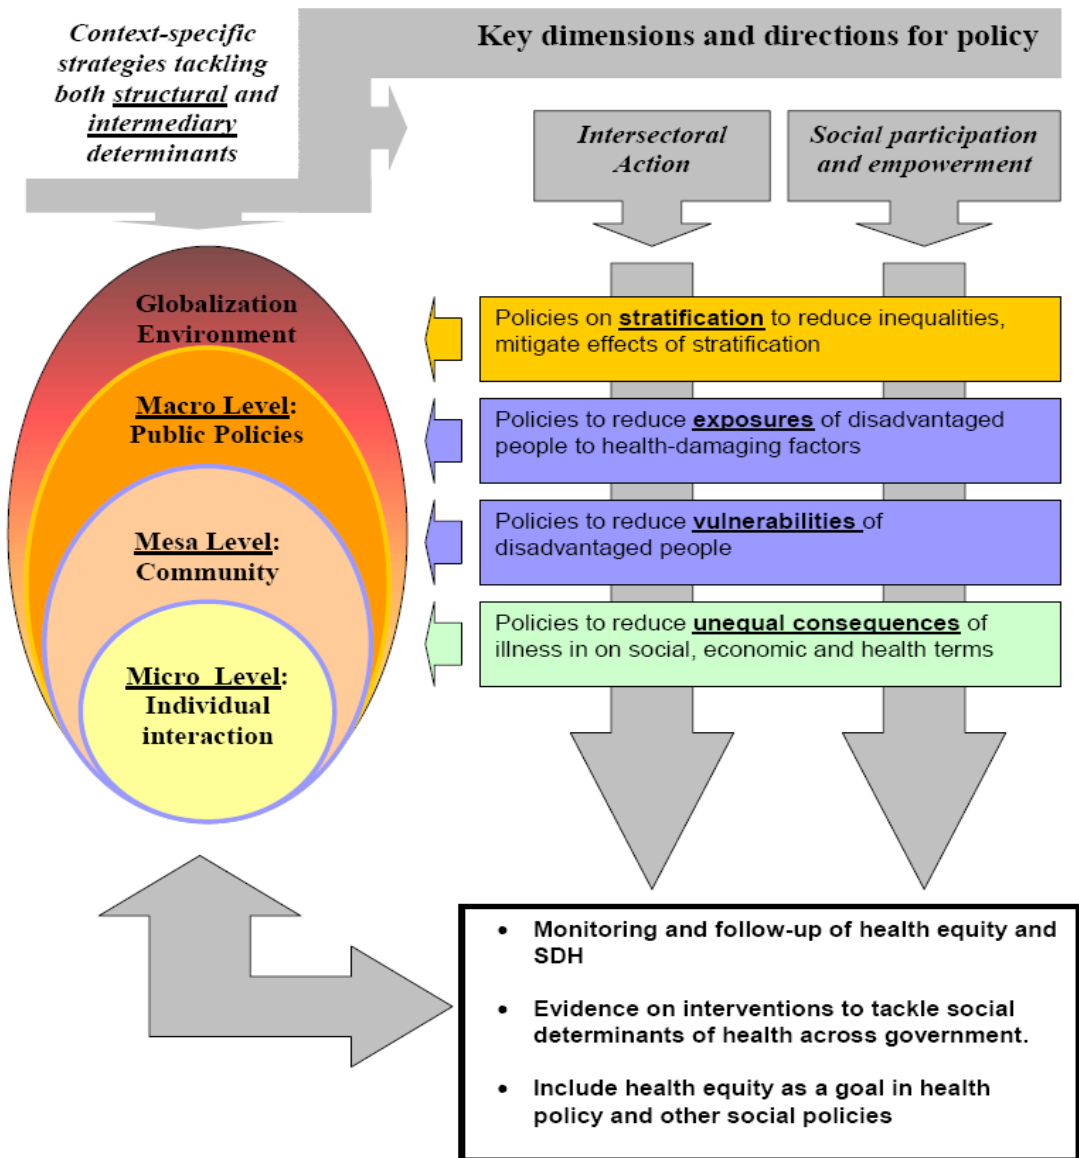 Context-specific
strategies tackling
both structural and
intermediary
determinants
Key dimensions and directions for policy
Intersectoral
Action
Social participation
and empowerment
Globalization
Environment
Macro Level:
Public Policies
Mesa Level:
Community
Micro Level:
Individual
interaction
Policies on stratification to reduce inequalities,
mitigate effects of stratification
Policies to reduce exposures of disadvantaged
people to health-damaging factors
Policies to reduce vulnerabilities of
disadvantaged people
Policies to reduce unequal consequences of
illness in on social, economic and health terms
• Monitoring and follow-up of health equity and
SDH
• Evidence on interventions to tackle social
determinants of health across government.
• Include health equity as a goal in health
policy and other social policies